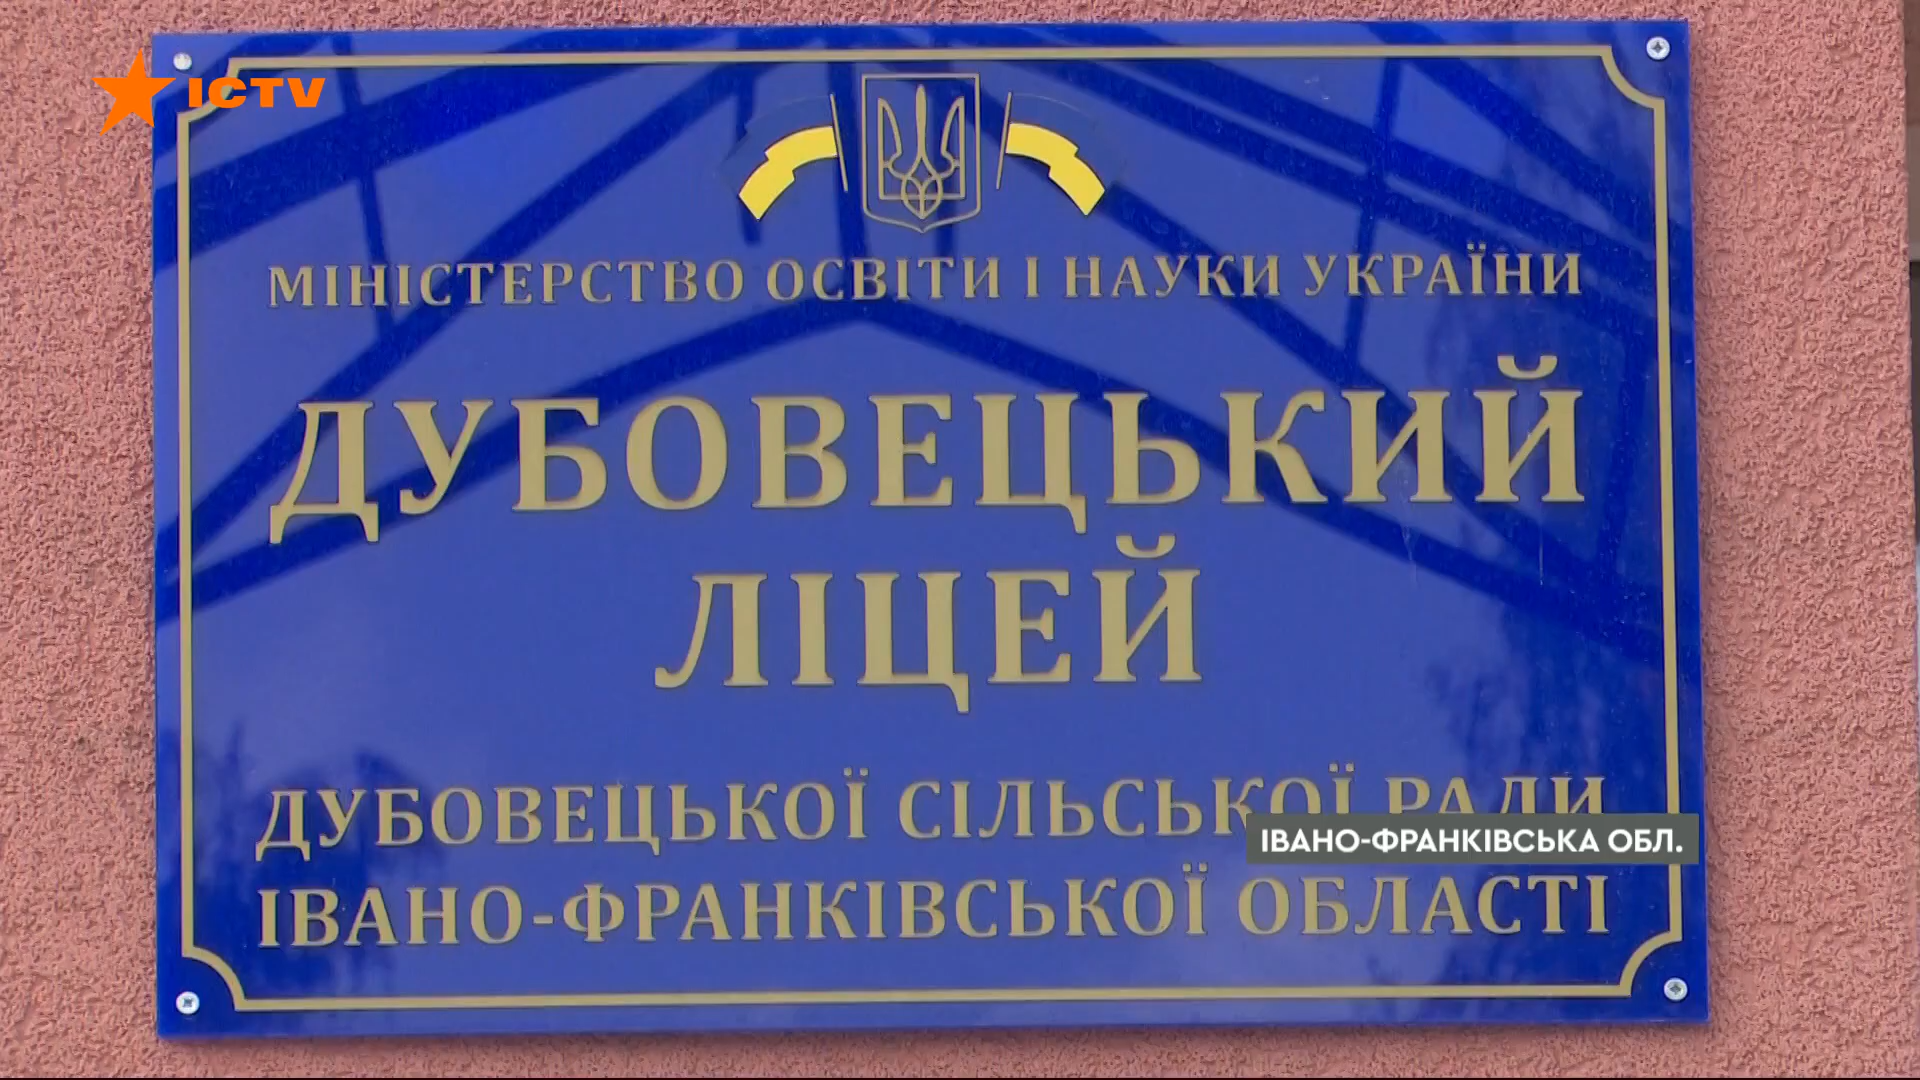 ICTV
МІНІСТЕРСТВО ОСВІТИ І НАУКИ УКРАЇНИ
ДУБОВЕЦЬКИЙ
ЛІЦЕЙ
ДУБОВЕЦЬКОЇ СІЛЬСЬКОЇ РАДИ
ІВАНО-ФРАНКІВСЬКА ОБЛ.
ІВАНО-ФРАНКІВСЬКОЇ ОБЛАСТІ